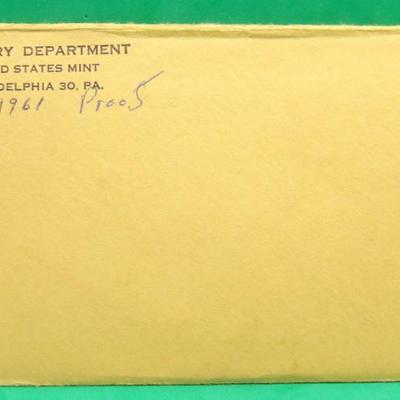 RY DEPARTMENT
D STATES MINT
DELPHIA 30, PA.
1961 Proof